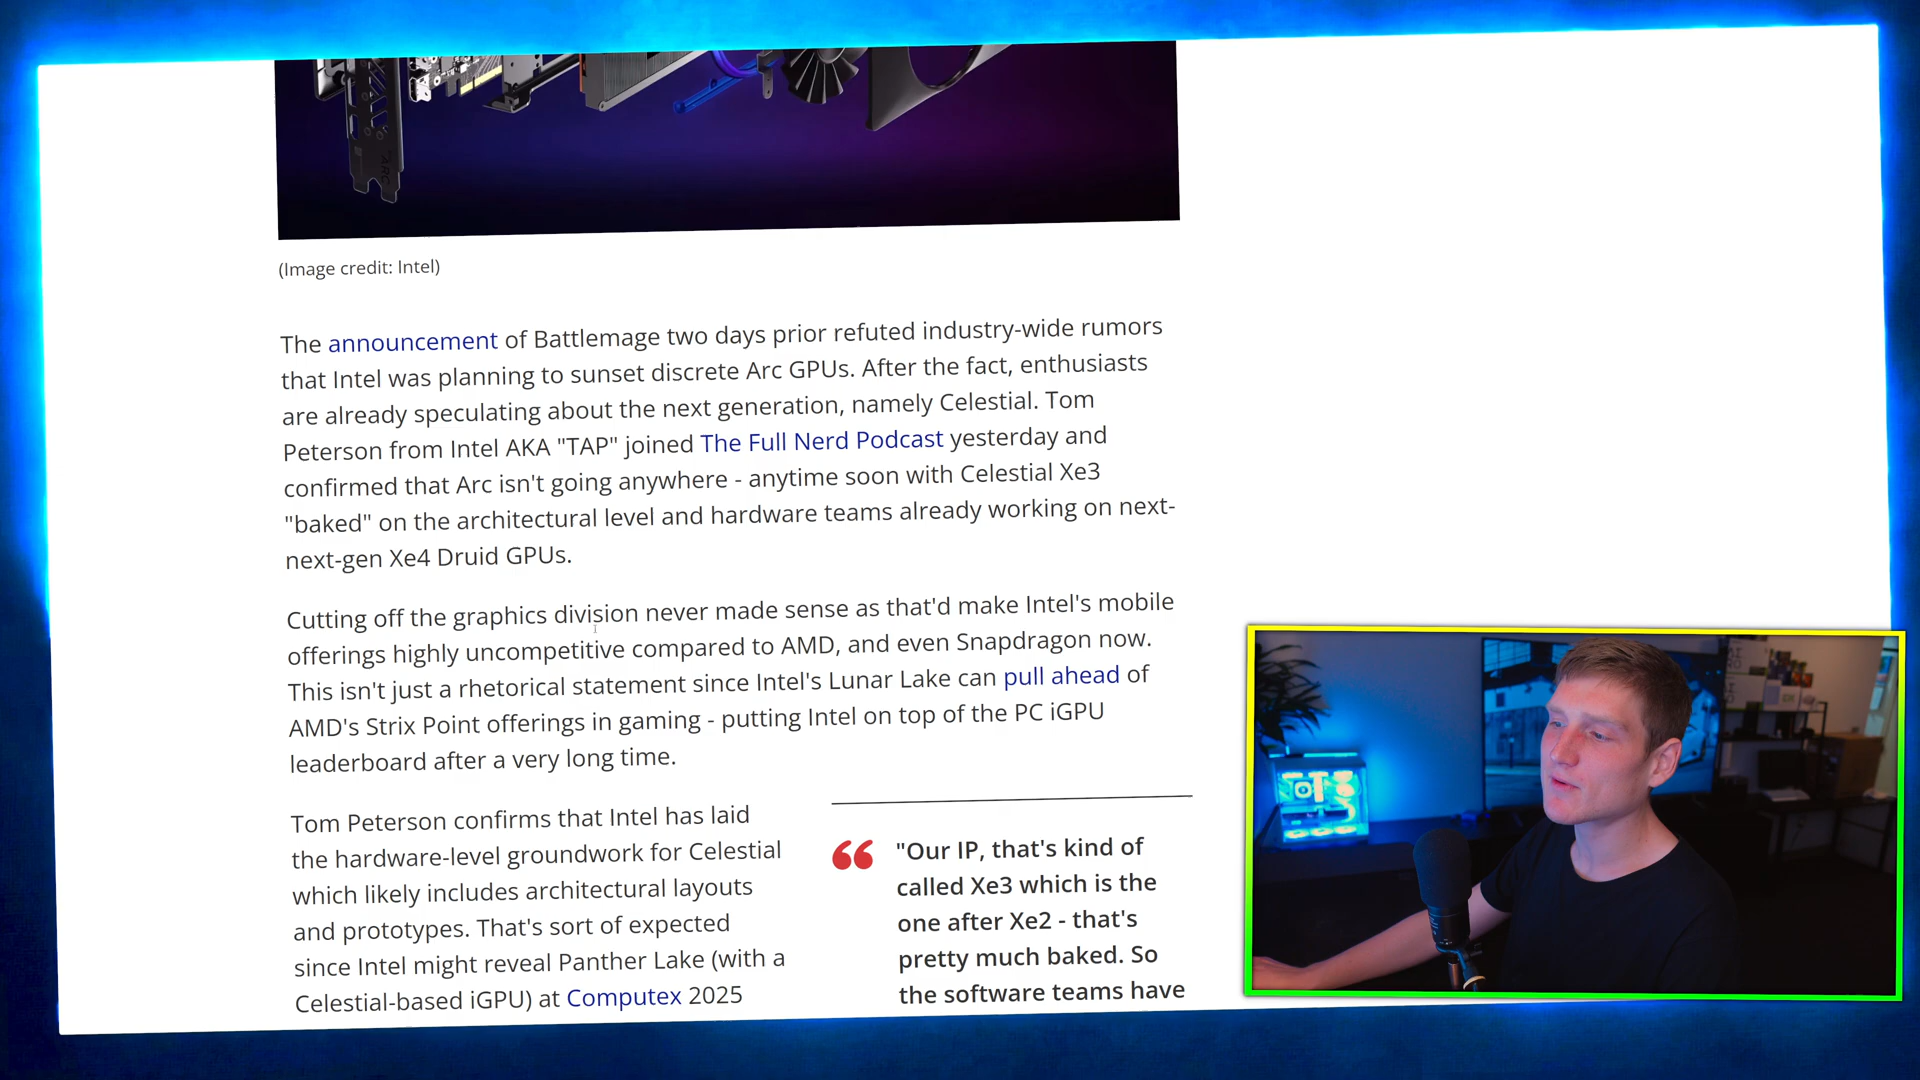 (Image credit: Intel)
The announcement of Battlemage two days prior refuted industry-wide rumors
that Intel was planning to sunset discrete Arc GPUs. After the fact, enthusiasts
are already speculating about the next generation, namely Celestial. Tom
Peterson from Intel AKA "TAP" joined The Full Nerd Podcast yesterday and
confirmed that Arc isn't going anywhere - anytime soon with Celestial Xe3
"baked" on the architectural level and hardware teams already working on next-
next-gen Xe4 Druid GPUs.
Cutting off the graphics division never made sense as that'd make Intel's mobile
offerings highly uncompetitive compared to AMD, and even Snapdragon now.
This isn't just a rhetorical statement since Intel's Lunar Lake can pull ahead of
AMD's Strix Point offerings in gaming - putting Intel on top of the PC iGPU
leaderboard after a very long time.
Tom Peterson confirms that Intel has laid
the hardware-level groundwork for Celestial
which likely includes architectural layouts
and prototypes. That's sort of expected
since Intel might reveal Panther Lake (with a
Celestial-based iGPU) at Computex 2025
"Our IP, that's kind of
called Xe3 which is the
one after Xe2 - that's
pretty much baked. So
the software teams have